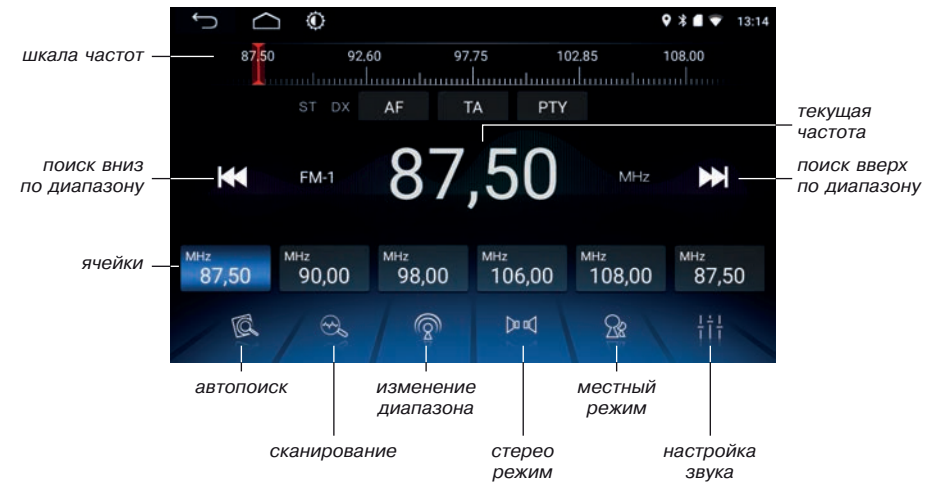 13:14
шкала частот
87,50 92,60 97.75 102.85 108,00
ST DX AF TA PTY
текущая
частота
поиск вниз
по диапазону
FM-1 87,50 MHz
поиск вверх
по диапазону
ячейки
MHz MHz MHz MHz MHz MHz
87,50 90,00 98,00 106,00 108,00 87,50
автопоиск
изменение
диапазона
местный
режим
сканирование
стерео
режим
настройка
звука